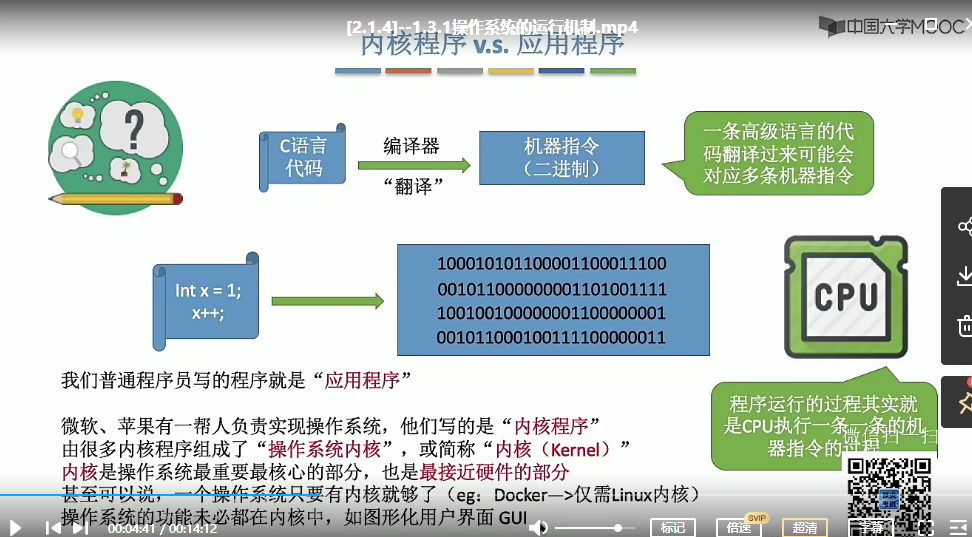 [2.1.4]--1.3.1操作系统的运行机制.mp4
中国大学MOOC
内核程序 v.s. 应用程序
C语言
代码
编译器
“翻译”
机器指令
（二进制）
一条高级语言的代
码翻译过来可能会
对应多条机器指令
Int x = 1;
x++;
1000101011000011000111​00
001011000000001101001111
100100100000001100000001
001011000100111100000011
CPU
我们普通程序员写的程序就是“应用程序”
微软、苹果有一帮人负责实现操作系统，他们写的是“内核程序”
由很多内核程序组成了“操作系统内核”，或简称“内核（Kernel）”
内核是操作系统最重要最核心的部分，也是最接近硬件的部分
甚至可以说，一个操作系统只要有内核就够了（eg：Docker—>仅需Linux内核）
操作系统的功能未必都在内核中，如图形化用户界面 GUI
程序运行的过程其实就
是CPU执行一条一条的机
器指令的过程
微信扫一扫
00:04:41 / 00:14:12
标记
倍速
SVIP
超清
字幕